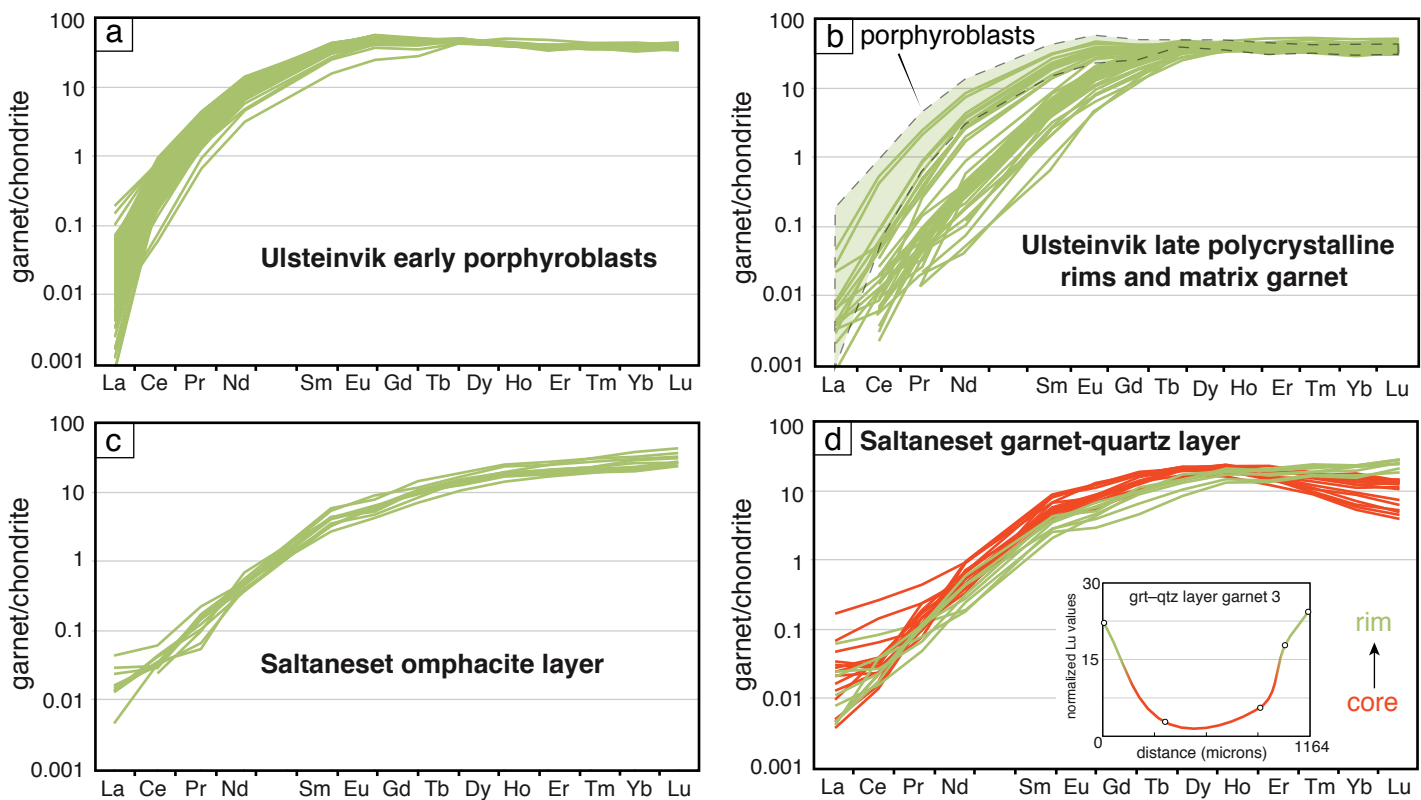 a
100
10
1
0.1
0.01
0.001
garnet/chondrite
Ulsteinvik early porphyroblasts
La Ce Pr Nd Sm Eu Gd Tb Dy Ho Er Tm Yb Lu
b
porphyroblasts
100
10
1
0.1
0.01
0.001
garnet/chondrite
Ulsteinvik late polycrystalline
rims and matrix garnet
La Ce Pr Nd Sm Eu Gd Tb Dy Ho Er Tm Yb Lu
c
100
10
1
0.1
0.01
0.001
garnet/chondrite
Saltaneset omphacite layer
La Ce Pr Nd Sm Eu Gd Tb Dy Ho Er Tm Yb Lu
d
Saltaneset garnet-quartz layer
100
10
1
0.1
0.01
0.001
garnet/chondrite
30
15
0
normalized Lu values
grt–qtz layer garnet 3
distance (microns)
1164
rim
core
La Ce Pr Nd Sm Eu Gd Tb Dy Ho Er Tm Yb Lu